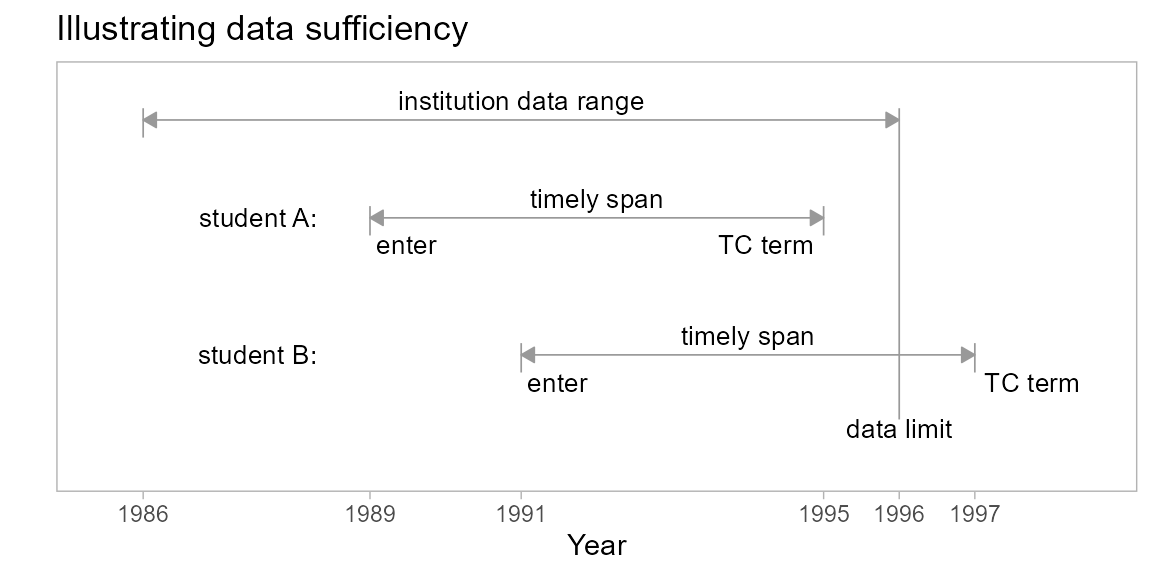 Illustrating data sufficiency
institution data range
timely span
student A:
enter
TC term
timely span
student B:
enter
TC term
data limit
1986 1989 1991 1995 1996 1997
Year